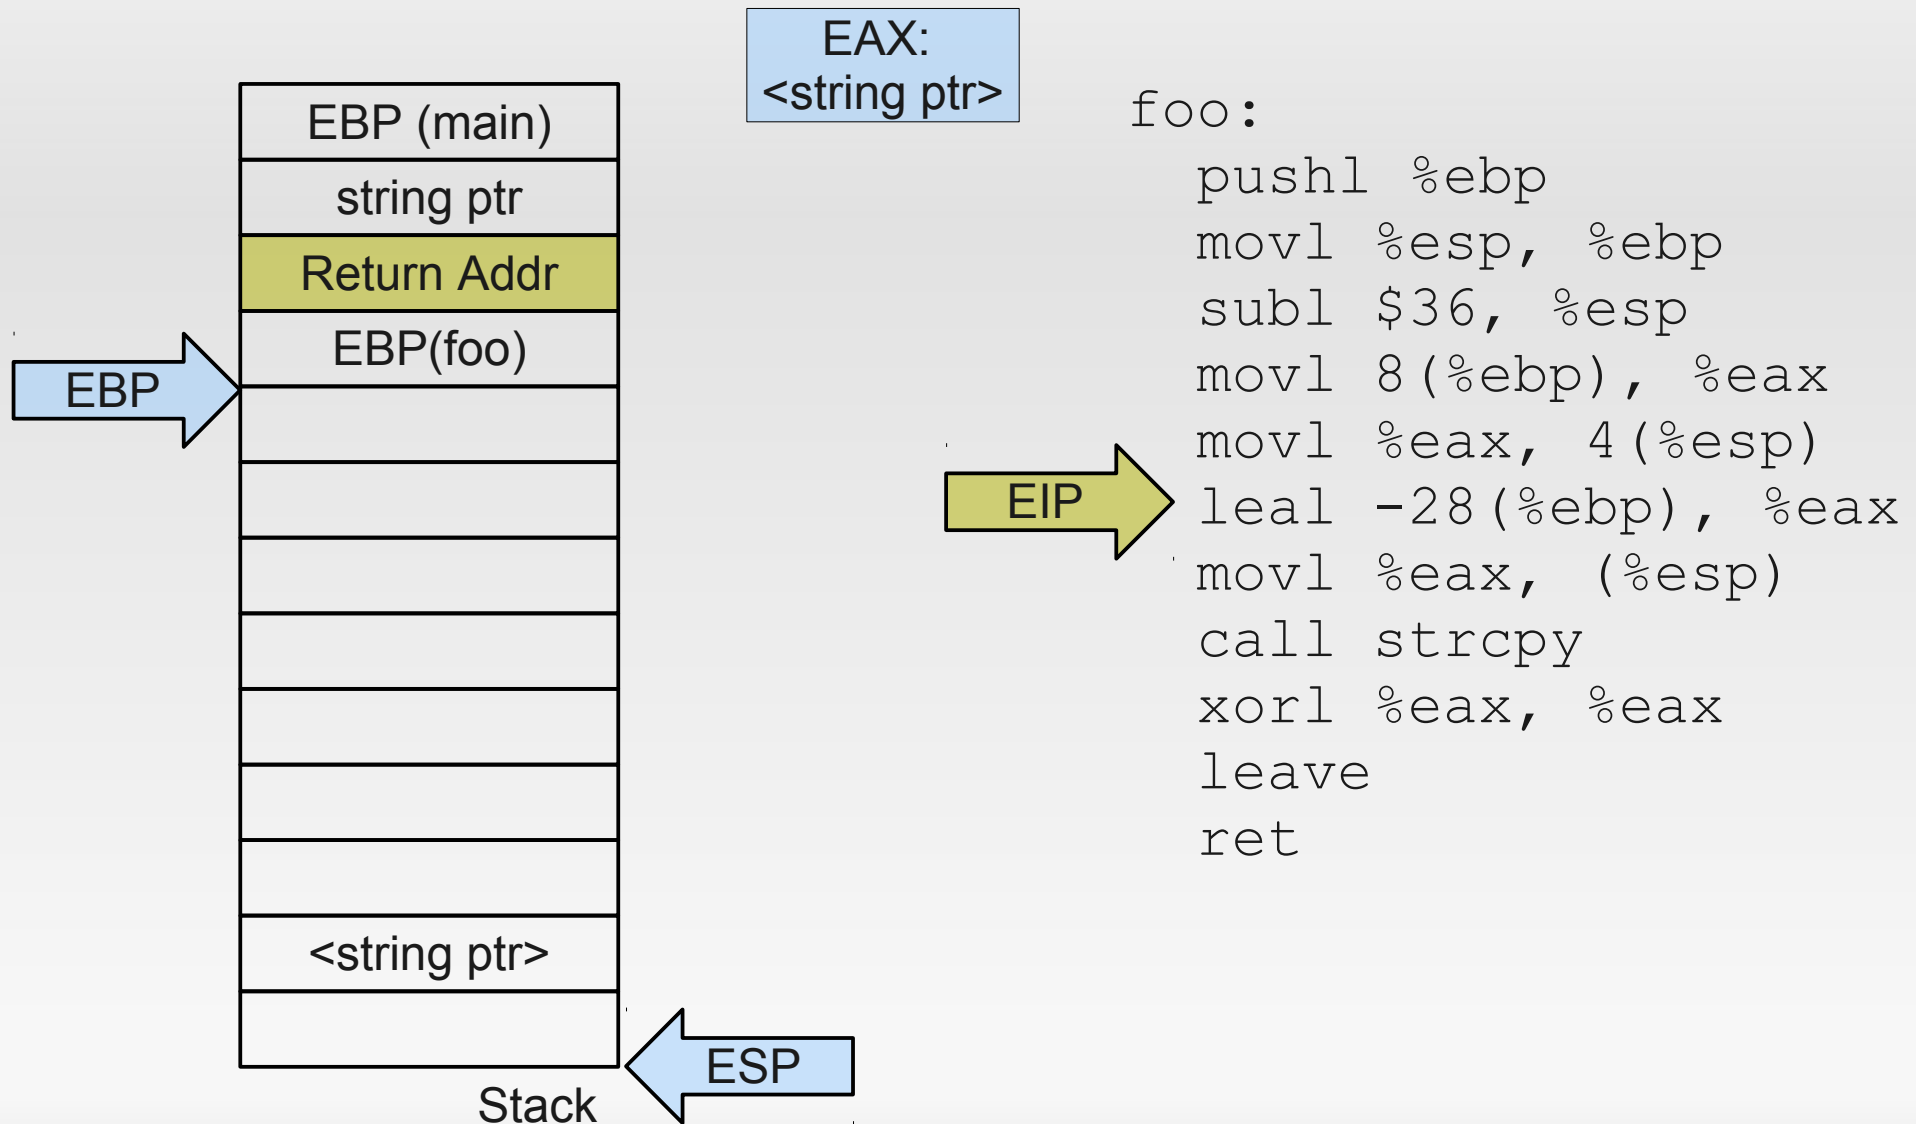 EAX:
<string ptr>
EBP (main)
string ptr
Return Addr
EBP(foo)
<string ptr>
Stack
EBP
EIP
ESP
foo:
pushl %ebp
movl %esp, %ebp
subl $36, %esp
movl 8(%ebp), %eax
movl %eax, 4(%esp)
leal -28(%ebp), %eax
movl %eax, (%esp)
call strcpy
xorl %eax, %eax
leave
ret